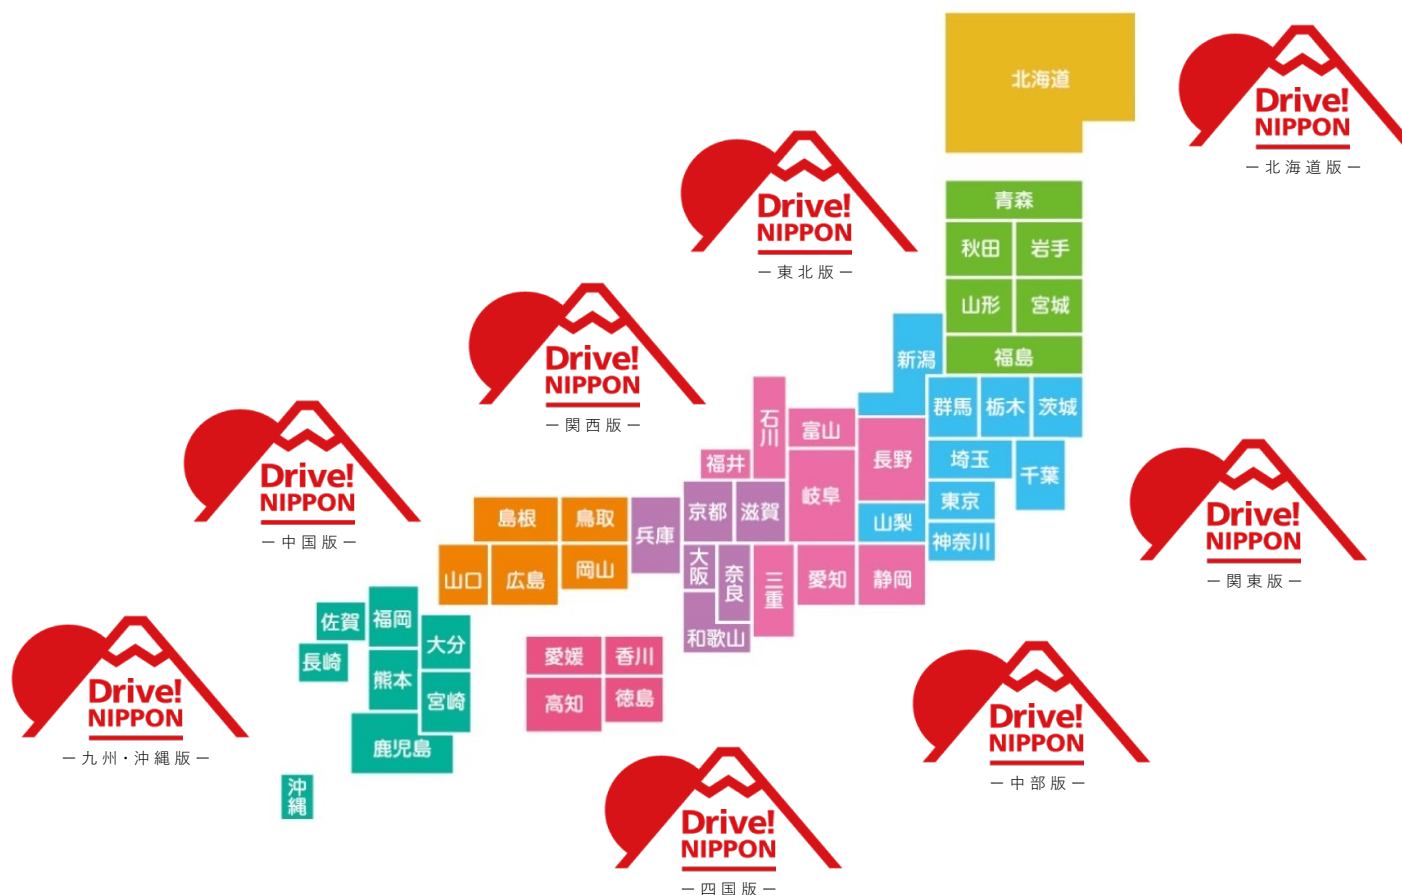 北海道
Drive!
NIPPON
ー 北海道版 ー
Drive!
NIPPON
ー 東北版 ー
青森
秋田
岩手
山形
宮城
福島
Drive!
NIPPON
ー 関西版 ー
新潟
群馬
栃木
茨城
石川
富山
長野
埼玉
千葉
福井
岐阜
東京
山梨
神奈川
Drive!
NIPPON
ー 中国版 ー
島根
鳥取
兵庫
京都
滋賀
Drive!
NIPPON
ー 関東版 ー
山口
広島
岡山
大阪
奈良
三重
愛知
静岡
和歌山
佐賀
福岡
大分
長崎
熊本
宮崎
鹿児島
沖縄
愛媛
香川
高知
徳島
Drive!
NIPPON
ー 九州・沖縄版 ー
Drive!
NIPPON
ー 中部版 ー
Drive!
NIPPON
ー 四国版 ー